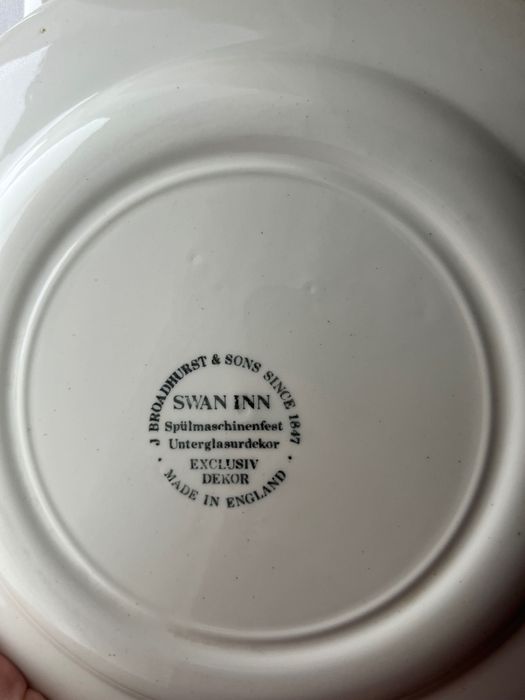 J BROADHURST & SONS SINCE 1847
SWAN INN
Spülmaschinenfest
Unterglasurdekor
EXCLUSIV
DEKOR
• MADE IN ENGLAND •